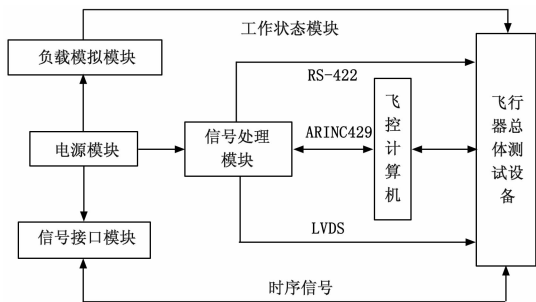 工作状态模块
负载模拟模块
RS-422
电源模块
信号处理
模块
ARINC429
飞
控
计
算
机
飞行
器总
体测
试设
备
信号接口模块
LVDS
时序信号